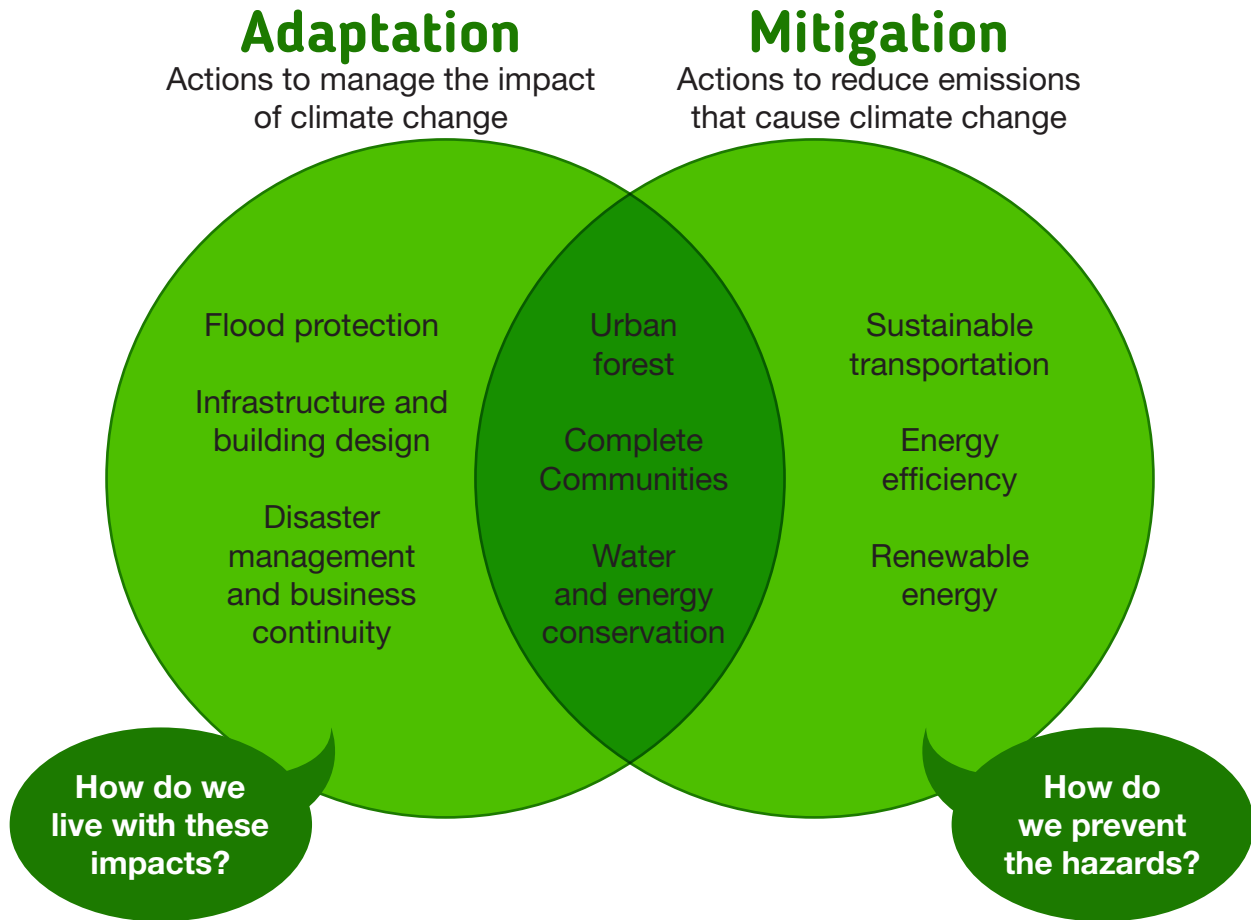 Adaptation
Actions to manage the impact
of climate change
Mitigation
Actions to reduce emissions
that cause climate change
Flood protection
Infrastructure and
building design
Disaster
management
and business
continuity
Urban
forest
Complete
Communities
Water
and energy
conservation
Sustainable
transportation
Energy
efficiency
Renewable
energy
How do we
live with these
impacts?
How do
we prevent
the hazards?